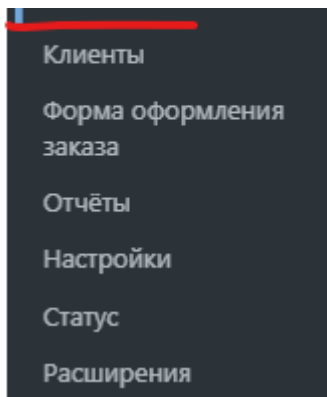 Клиенты
Форма оформления
заказа
Отчёты
Настройки
Статус
Расширения